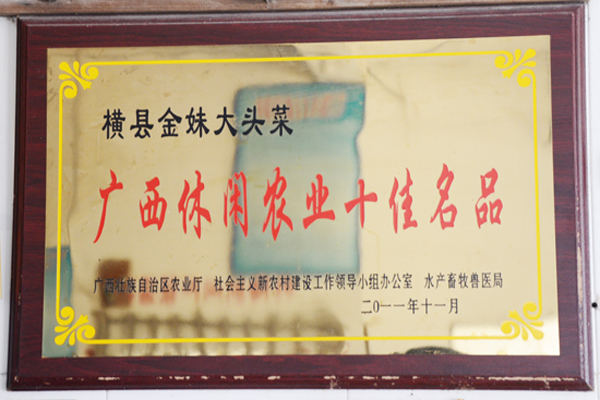 横县金妹大头菜
广西休闲农业十佳名品
广西壮族自治区农业厅 社会主义新农村建设工作领导小组办公室 水产畜牧兽医局
二〇一一年十一月